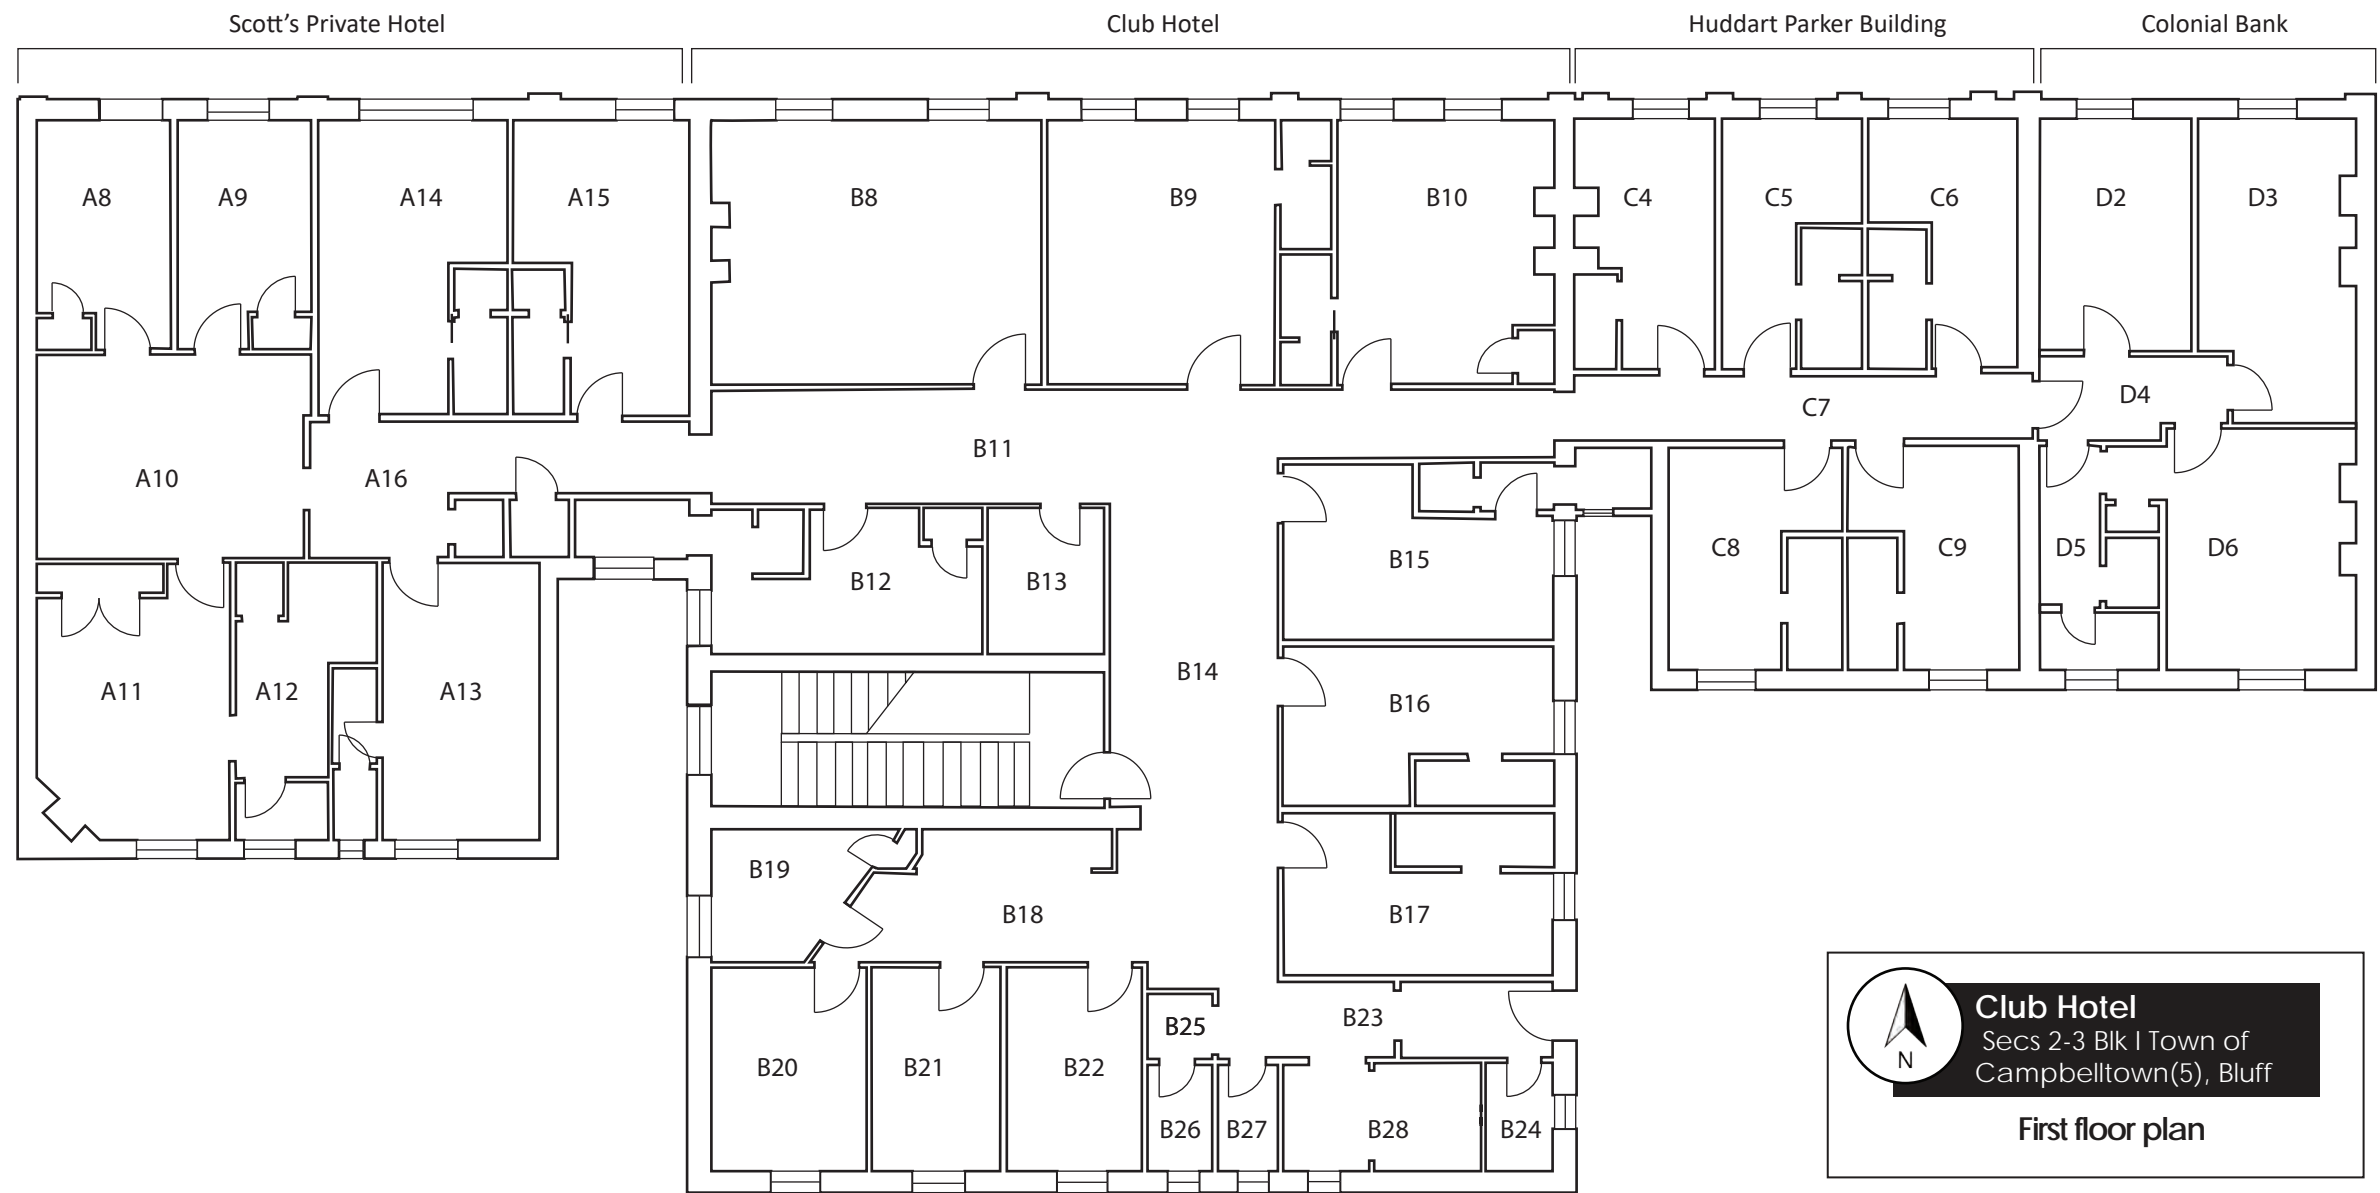 Scott's Private Hotel
Club Hotel
Huddart Parker Building
Colonial Bank
A8
A9
A14
A15
B8
B9
B10
C4
C5
C6
D2
D3
D4
C7
B11
A10
A16
B12
B13
B15
C8
C9
D5
D6
A11
A12
A13
B14
B16
B19
B18
B17
B20
B21
B22
B25
B23
B26
B27
B28
B24
N
Club Hotel
Secs 2-3 Blk I Town of
Campbelltown(5), Bluff
First floor plan